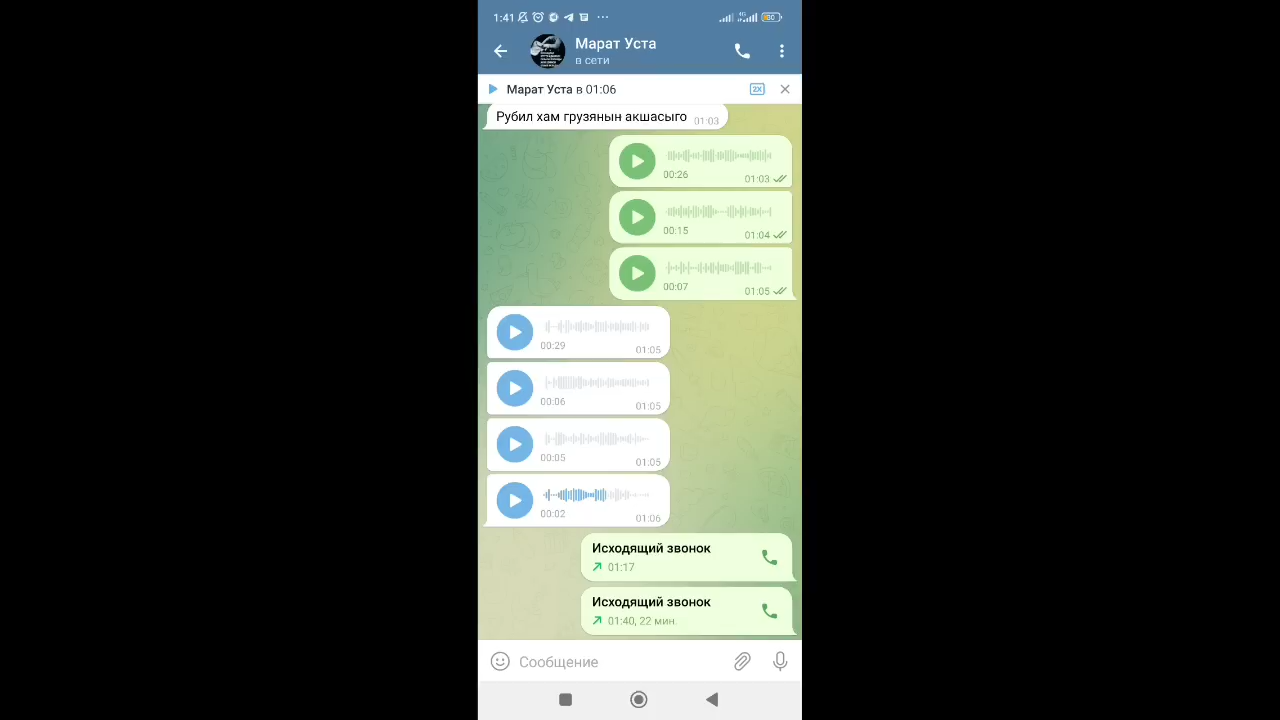 1:41
4G
Марат Уста
в сети
Марат Уста в 01:06
2X
Рубил хам грузянын акшасыго 01:03
00:26 01:03
00:15 01:04
00:07 01:05
00:29 01:05
00:06 01:05
00:05 01:05
00:02 01:06
Исходящий звонок
01:17
Исходящий звонок
01:40, 22 мин.
Сообщение